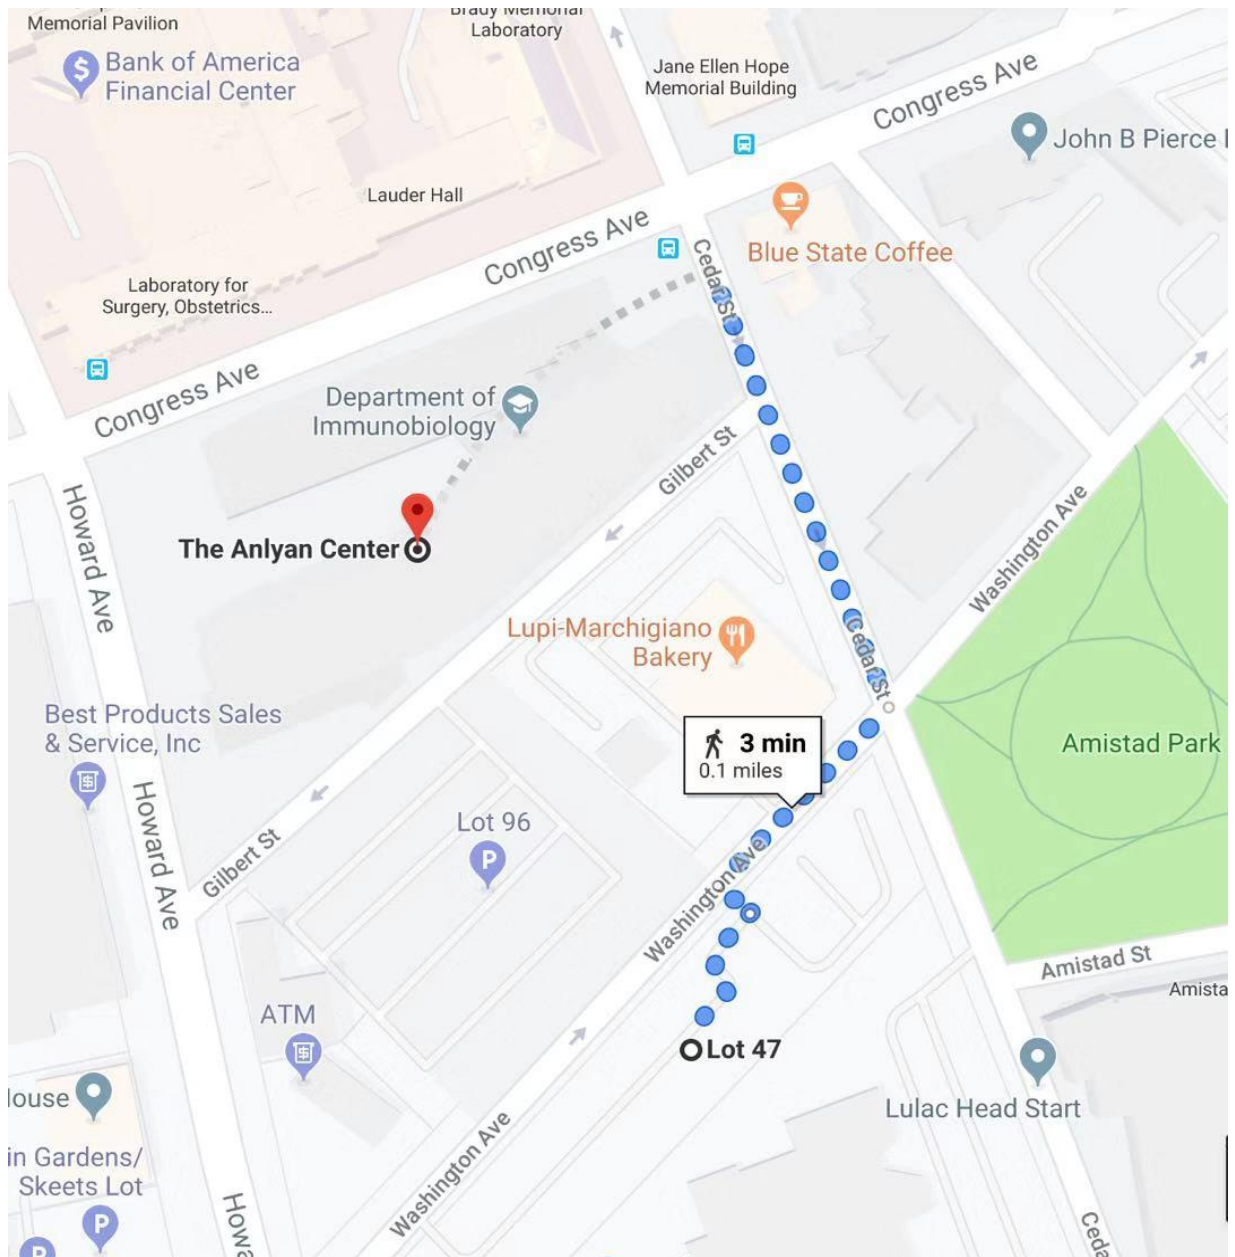 Memorial Pavilion
Brady Memorial
Laboratory
Bank of America
Financial Center
Jane Ellen Hope
Memorial Building
Congress Ave
John B Pierce
Lauder Hall
Congress Ave
Cedar St
Blue State Coffee
Laboratory for
Surgery, Obstetrics...
Congress Ave
Department of
Immunobiology
Gilbert St
Howard Ave
The Anlyan Center
Washington Ave
Lupi-Marchigiano
Bakery
Cedar St
Best Products Sales
& Service, Inc
3 min
0.1 miles
Amistad Park
Howard Ave
Lot 96
Gilbert St
Washington Ave
Amistad St
Amista
ATM
Lot 47
Lulac Head Start
ouse
in Gardens/
Skeets Lot
Washington Ave
Howa
Ceda